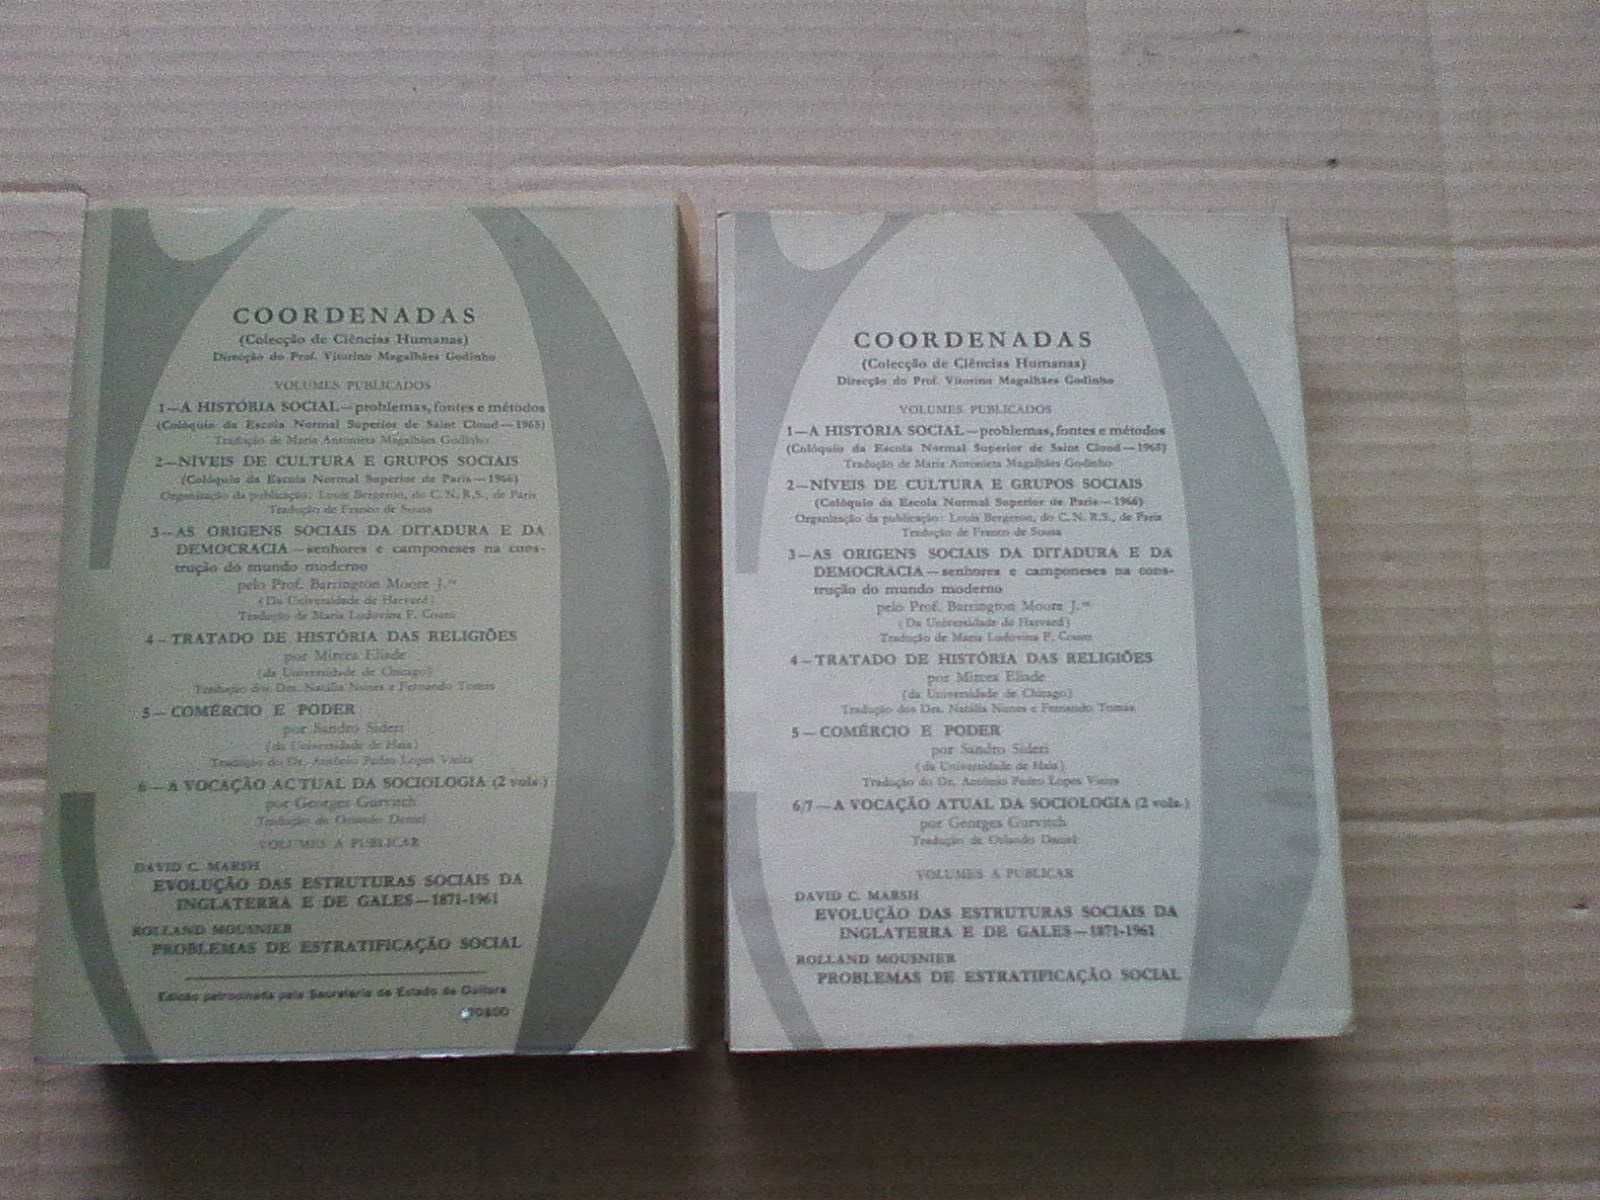 COORDENADAS
(Colecção de Ciências Humanas)
Direcção do Prof. Vitorino Magalhães Godinho
VOLUMES PUBLICADOS
1—A HISTÓRIA SOCIAL—problemas, fontes e métodos
(Colóquio da Escola Normal Superior de Saint Cloud—1965)
Tradução de Maria Antonieta Magalhães Godinho
2—NÍVEIS DE CULTURA E GRUPOS SOCIAIS
(Colóquio da Escola Normal Superior de Paris—1966)
Organização da publicação: Louis Bergeron, do C. N. R. S., de Paris
Tradução de Franco de Sousa
3—AS ORIGENS SOCIAIS DA DITADURA E DA
DEMOCRACIA—senhores e camponeses na cons-
trução do mundo moderno
pelo Prof. Barrington Moore J.ᵒʳ
(Da Universidade de Harvard)
Tradução de Maria Ludovina F. Couto
4—TRATADO DE HISTÓRIA DAS RELIGIÕES
por Mircea Eliade
(da Universidade de Chicago)
Tradução dos Drs. Natália Nunes e Fernando Tomás
5—COMÉRCIO E PODER
por Sandro Sideri
(da Universidade de Haia)
Tradução do Dr. António Pedro Lopes Vieira
6—A VOCAÇÃO ACTUAL DA SOCIOLOGIA (2 vols.)
por Georges Gurvitch
Tradução de Orlando Daniel
VOLUMES A PUBLICAR
DAVID C. MARSH
EVOLUÇÃO DAS ESTRUTURAS SOCIAIS DA
INGLATERRA E DE GALES—1871-1961
ROLLAND MOUSNIER
PROBLEMAS DE ESTRATIFICAÇÃO SOCIAL
Edição patrocinada pela Secretaria de Estado da Cultura
COORDENADAS
(Colecção de Ciências Humanas)
Direcção do Prof. Vitorino Magalhães Godinho
VOLUMES PUBLICADOS
1—A HISTÓRIA SOCIAL—problemas, fontes e métodos
(Colóquio da Escola Normal Superior de Saint Cloud—1965)
Tradução de Maria Antonieta Magalhães Godinho
2—NÍVEIS DE CULTURA E GRUPOS SOCIAIS
(Colóquio da Escola Normal Superior de Paris—1966)
Organização da publicação: Louis Bergeron, do C. N. R. S., de Paris
Tradução de Franco de Sousa
3—AS ORIGENS SOCIAIS DA DITADURA E DA
DEMOCRACIA—senhores e camponeses na cons-
trução do mundo moderno
pelo Prof. Barrington Moore J.ᵒʳ
(Da Universidade de Harvard)
Tradução de Maria Ludovina F. Couto
4—TRATADO DE HISTÓRIA DAS RELIGIÕES
por Mircea Eliade
(da Universidade de Chicago)
Tradução dos Drs. Natália Nunes e Fernando Tomás
5—COMÉRCIO E PODER
por Sandro Sideri
(da Universidade de Haia)
Tradução do Dr. António Pedro Lopes Vieira
6/7—A VOCAÇÃO ATUAL DA SOCIOLOGIA (2 vols.)
por Georges Gurvitch
Tradução de Orlando Daniel
VOLUMES A PUBLICAR
DAVID C. MARSH
EVOLUÇÃO DAS ESTRUTURAS SOCIAIS DA
INGLATERRA E DE GALES—1871-1961
ROLLAND MOUSNIER
PROBLEMAS DE ESTRATIFICAÇÃO SOCIAL